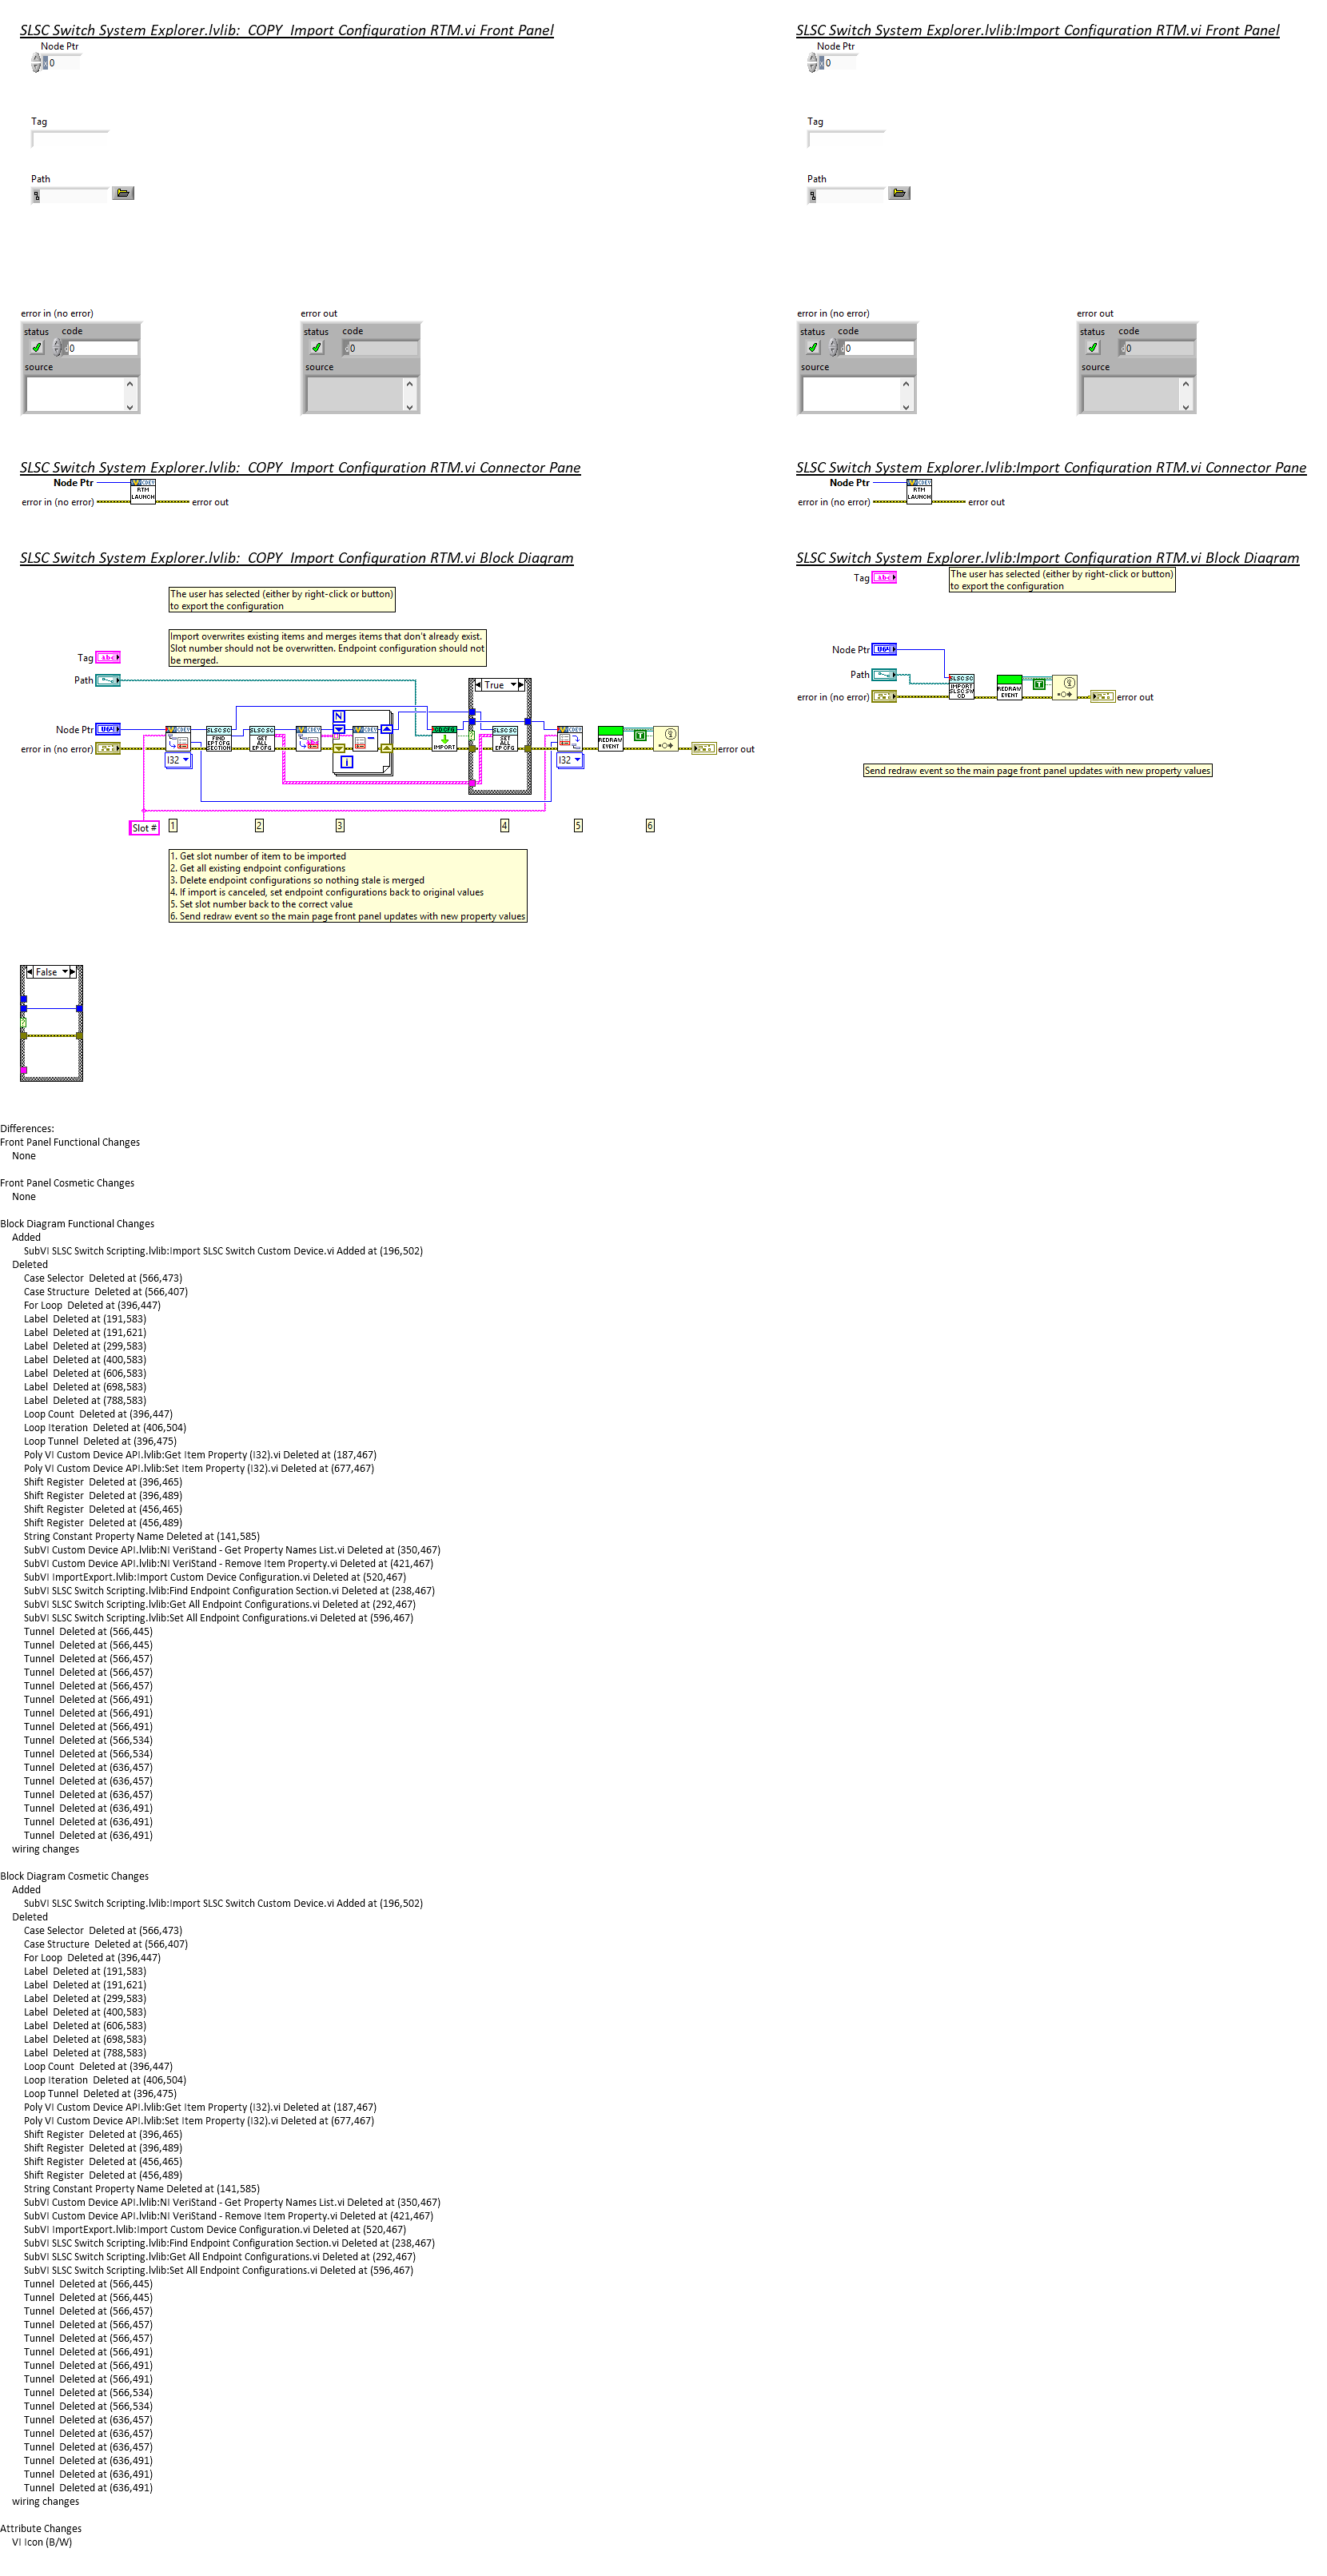 SLSC Switch System Explorer.lvlib:  COPY  Import Configuration RTM.vi Front Panel
Node Ptr
x 0
Tag
Path
error in (no error)
status code
d0
source
error out
status code
d0
source
SLSC Switch System Explorer.lvlib:Import Configuration RTM.vi Front Panel
Node Ptr
x 0
Tag
Path
error in (no error)
status code
d0
source
error out
status code
d0
source
SLSC Switch System Explorer.lvlib:  COPY  Import Configuration RTM.vi Connector Pane
Node Ptr
error in (no error)
RTM
LAUNCH
error out
SLSC Switch System Explorer.lvlib:Import Configuration RTM.vi Connector Pane
Node Ptr
error in (no error)
RTM
LAUNCH
error out
SLSC Switch System Explorer.lvlib:  COPY  Import Configuration RTM.vi Block Diagram
The user has selected (either by right-click or button)
to export the configuration
Import overwrites existing items and merges items that don't already exist.
Slot number should not be overwritten. Endpoint configuration should not
be merged.
Tag abc
Path
True
Node Ptr
error in (no error)
I32
SLSC SC
FIND
EP CFG
SECTION
SLSC SC
GET
ALL
EP CFG
N
i
IMPORT
SLSC SC
SET
ALL
EP CFG
I32
REDRAW
EVENT
T
error out
Slot #
1
2
3
4
5
6
1. Get slot number of item to be imported
2. Get all existing endpoint configurations
3. Delete endpoint configurations so nothing stale is merged
4. If import is canceled, set endpoint configurations back to original values
5. Set slot number back to the correct value
6. Send redraw event so the main page front panel updates with new property values
False
SLSC Switch System Explorer.lvlib:Import Configuration RTM.vi Block Diagram
Tag abc
The user has selected (either by right-click or button)
to export the configuration
Node Ptr
Path
error in (no error)
SLSC SC
IMPORT
SLSC SW
CD
REDRAW
EVENT
T
error out
Send redraw event so the main page front panel updates with new property values
Differences:
Front Panel Functional Changes
None
Front Panel Cosmetic Changes
None
Block Diagram Functional Changes
Added
SubVI SLSC Switch Scripting.lvlib:Import SLSC Switch Custom Device.vi Added at (196,502)
Deleted
Case Selector  Deleted at (566,473)
Case Structure  Deleted at (566,407)
For Loop  Deleted at (396,447)
Label  Deleted at (191,583)
Label  Deleted at (191,621)
Label  Deleted at (299,583)
Label  Deleted at (400,583)
Label  Deleted at (606,583)
Label  Deleted at (698,583)
Label  Deleted at (788,583)
Loop Count  Deleted at (396,447)
Loop Iteration  Deleted at (406,504)
Loop Tunnel  Deleted at (396,475)
Poly VI Custom Device API.lvlib:Get Item Property (I32).vi Deleted at (187,467)
Poly VI Custom Device API.lvlib:Set Item Property (I32).vi Deleted at (677,467)
Shift Register  Deleted at (396,465)
Shift Register  Deleted at (396,489)
Shift Register  Deleted at (456,465)
Shift Register  Deleted at (456,489)
String Constant Property Name Deleted at (141,585)
SubVI Custom Device API.lvlib:NI VeriStand - Get Property Names List.vi Deleted at (350,467)
SubVI Custom Device API.lvlib:NI VeriStand - Remove Item Property.vi Deleted at (421,467)
SubVI ImportExport.lvlib:Import Custom Device Configuration.vi Deleted at (520,467)
SubVI SLSC Switch Scripting.lvlib:Find Endpoint Configuration Section.vi Deleted at (238,467)
SubVI SLSC Switch Scripting.lvlib:Get All Endpoint Configurations.vi Deleted at (292,467)
SubVI SLSC Switch Scripting.lvlib:Set All Endpoint Configurations.vi Deleted at (596,467)
Tunnel  Deleted at (566,445)
Tunnel  Deleted at (566,445)
Tunnel  Deleted at (566,457)
Tunnel  Deleted at (566,457)
Tunnel  Deleted at (566,457)
Tunnel  Deleted at (566,491)
Tunnel  Deleted at (566,491)
Tunnel  Deleted at (566,491)
Tunnel  Deleted at (566,534)
Tunnel  Deleted at (566,534)
Tunnel  Deleted at (636,457)
Tunnel  Deleted at (636,457)
Tunnel  Deleted at (636,457)
Tunnel  Deleted at (636,491)
Tunnel  Deleted at (636,491)
Tunnel  Deleted at (636,491)
wiring changes
Block Diagram Cosmetic Changes
Added
SubVI SLSC Switch Scripting.lvlib:Import SLSC Switch Custom Device.vi Added at (196,502)
Deleted
Case Selector  Deleted at (566,473)
Case Structure  Deleted at (566,407)
For Loop  Deleted at (396,447)
Label  Deleted at (191,583)
Label  Deleted at (191,621)
Label  Deleted at (299,583)
Label  Deleted at (400,583)
Label  Deleted at (606,583)
Label  Deleted at (698,583)
Label  Deleted at (788,583)
Loop Count  Deleted at (396,447)
Loop Iteration  Deleted at (406,504)
Loop Tunnel  Deleted at (396,475)
Poly VI Custom Device API.lvlib:Get Item Property (I32).vi Deleted at (187,467)
Poly VI Custom Device API.lvlib:Set Item Property (I32).vi Deleted at (677,467)
Shift Register  Deleted at (396,465)
Shift Register  Deleted at (396,489)
Shift Register  Deleted at (456,465)
Shift Register  Deleted at (456,489)
String Constant Property Name Deleted at (141,585)
SubVI Custom Device API.lvlib:NI VeriStand - Get Property Names List.vi Deleted at (350,467)
SubVI Custom Device API.lvlib:NI VeriStand - Remove Item Property.vi Deleted at (421,467)
SubVI ImportExport.lvlib:Import Custom Device Configuration.vi Deleted at (520,467)
SubVI SLSC Switch Scripting.lvlib:Find Endpoint Configuration Section.vi Deleted at (238,467)
SubVI SLSC Switch Scripting.lvlib:Get All Endpoint Configurations.vi Deleted at (292,467)
SubVI SLSC Switch Scripting.lvlib:Set All Endpoint Configurations.vi Deleted at (596,467)
Tunnel  Deleted at (566,445)
Tunnel  Deleted at (566,445)
Tunnel  Deleted at (566,457)
Tunnel  Deleted at (566,457)
Tunnel  Deleted at (566,457)
Tunnel  Deleted at (566,491)
Tunnel  Deleted at (566,491)
Tunnel  Deleted at (566,491)
Tunnel  Deleted at (566,534)
Tunnel  Deleted at (566,534)
Tunnel  Deleted at (636,457)
Tunnel  Deleted at (636,457)
Tunnel  Deleted at (636,457)
Tunnel  Deleted at (636,491)
Tunnel  Deleted at (636,491)
Tunnel  Deleted at (636,491)
wiring changes
Attribute Changes
VI Icon (B/W)